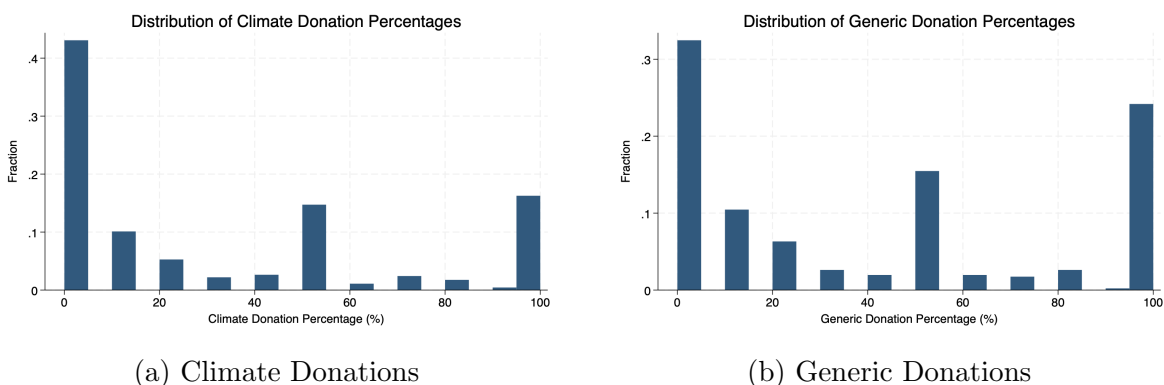 Distribution of Climate Donation Percentages
.4
.3
.2
.1
0
Fraction
0 20 40 60 80 100
Climate Donation Percentage (%)
(a) Climate Donations
Distribution of Generic Donation Percentages
.3
.2
.1
0
Fraction
0 20 40 60 80 100
Generic Donation Percentage (%)
(b) Generic Donations